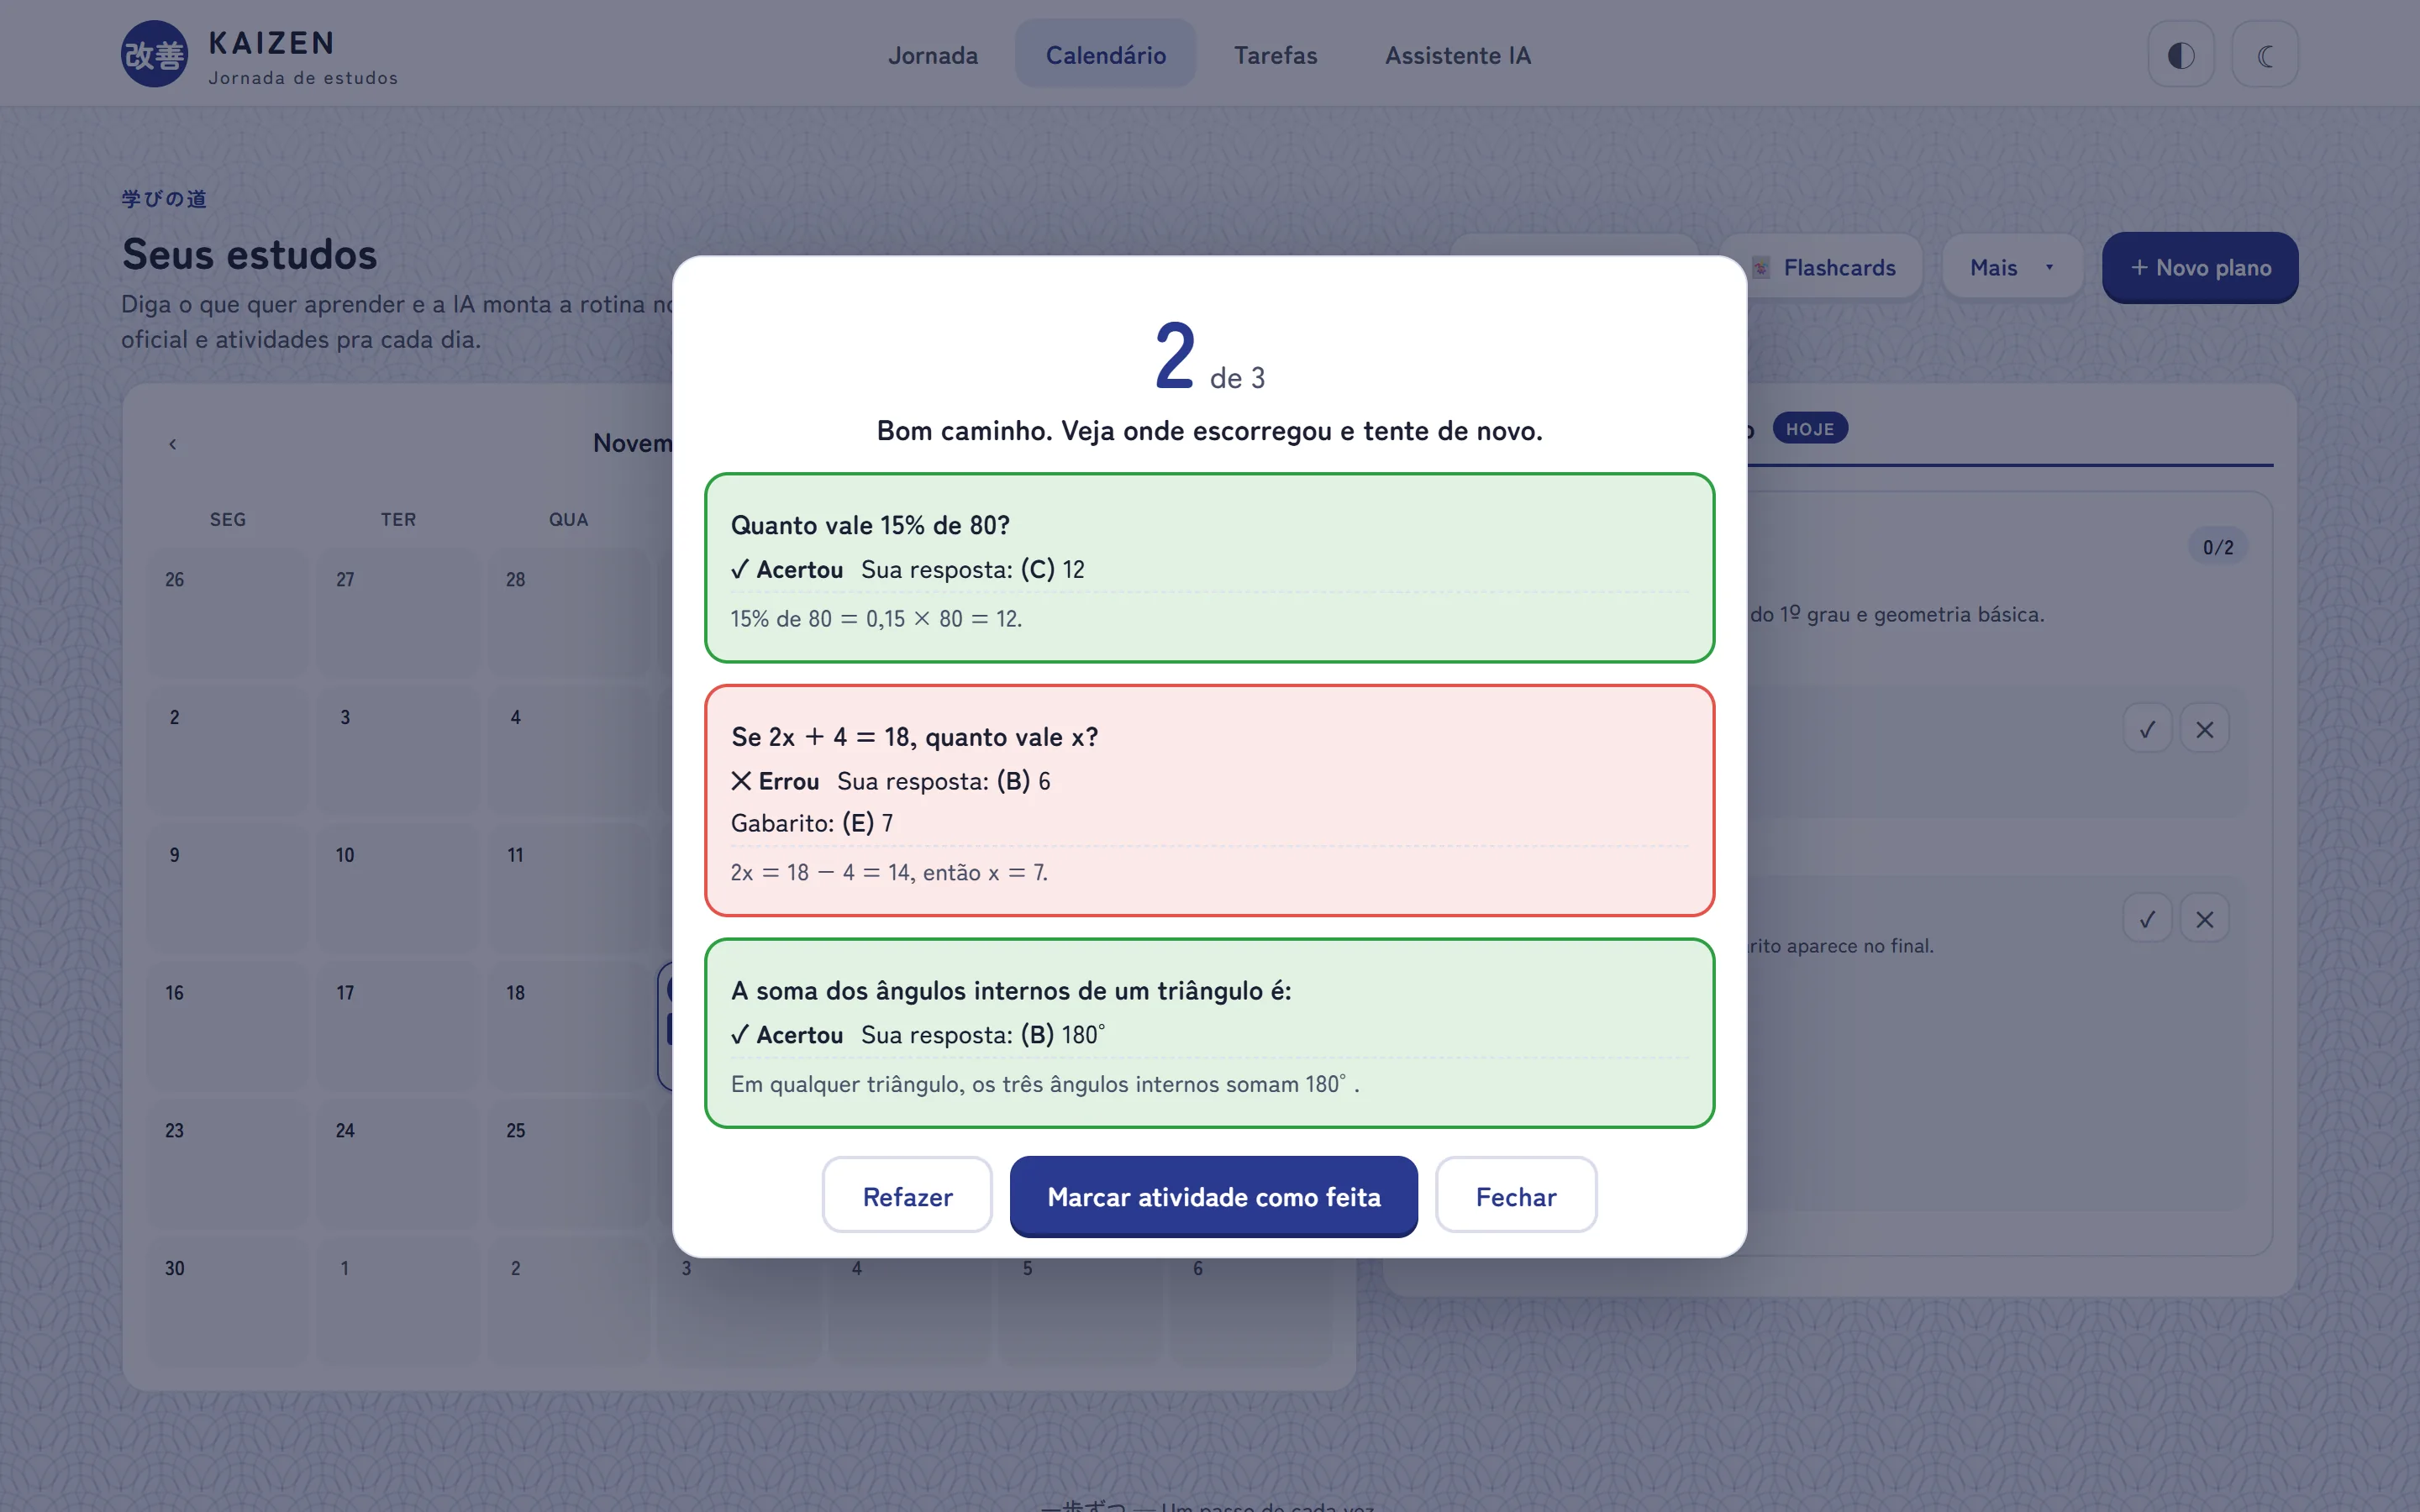 改善
KAIZEN
Jornada de estudos
Jornada
Calendário
Tarefas
Assistente IA
学びの道
Seus estudos
Diga o que quer aprender e a IA monta a rotina
oficial e atividades pra cada dia.
Flashcards
Mais
+ Novo plano
‹
SEG
TER
QUA
26
27
28
2
3
4
9
10
11
16
17
18
23
24
25
30
1
2
3
4
5
6
HOJE
0/2
do 1º grau e geometria básica.
aparece no final.
2 de 3
Bom caminho. Veja onde escorregou e tente de novo.
Quanto vale 15% de 80?
✓ Acertou Sua resposta: (C) 12
15% de 80 = 0,15 × 80 = 12.
Se 2x + 4 = 18, quanto vale x?
✕ Errou Sua resposta: (B) 6
Gabarito: (E) 7
2x = 18 − 4 = 14, então x = 7.
A soma dos ângulos internos de um triângulo é:
✓ Acertou Sua resposta: (B) 180°
Em qualquer triângulo, os três ângulos internos somam 180° .
Refazer
Marcar atividade como feita
Fechar
Um passo de cada vez